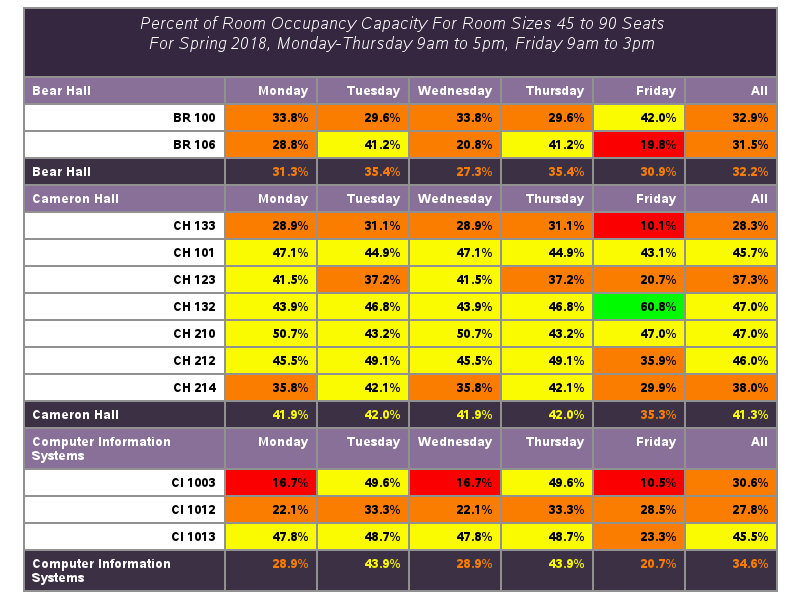 Percent of Room Occupancy Capacity For Room Sizes 45 to 90 Seats
For Spring 2018, Monday-Thursday 9am to 5pm, Friday 9am to 3pm
Bear Hall Monday Tuesday Wednesday Thursday Friday All
BR 100 33.8% 29.6% 33.8% 29.6% 42.0% 32.9%
BR 106 28.8% 41.2% 20.8% 41.2% 19.8% 31.5%
Bear Hall 31.3% 35.4% 27.3% 35.4% 30.9% 32.2%
Cameron Hall Monday Tuesday Wednesday Thursday Friday All
CH 133 28.9% 31.1% 28.9% 31.1% 10.1% 28.3%
CH 101 47.1% 44.9% 47.1% 44.9% 43.1% 45.7%
CH 123 41.5% 37.2% 41.5% 37.2% 20.7% 37.3%
CH 132 43.9% 46.8% 43.9% 46.8% 60.8% 47.0%
CH 210 50.7% 43.2% 50.7% 43.2% 47.0% 47.0%
CH 212 45.5% 49.1% 45.5% 49.1% 35.9% 46.0%
CH 214 35.8% 42.1% 35.8% 42.1% 29.9% 38.0%
Cameron Hall 41.9% 42.0% 41.9% 42.0% 35.3% 41.3%
Computer Information Monday Tuesday Wednesday Thursday Friday All
Systems
CI 1003 16.7% 49.6% 16.7% 49.6% 10.5% 30.6%
CI 1012 22.1% 33.3% 22.1% 33.3% 28.5% 27.8%
CI 1013 47.8% 48.7% 47.8% 48.7% 23.3% 45.5%
Computer Information 28.9% 43.9% 28.9% 43.9% 20.7% 34.6%
Systems